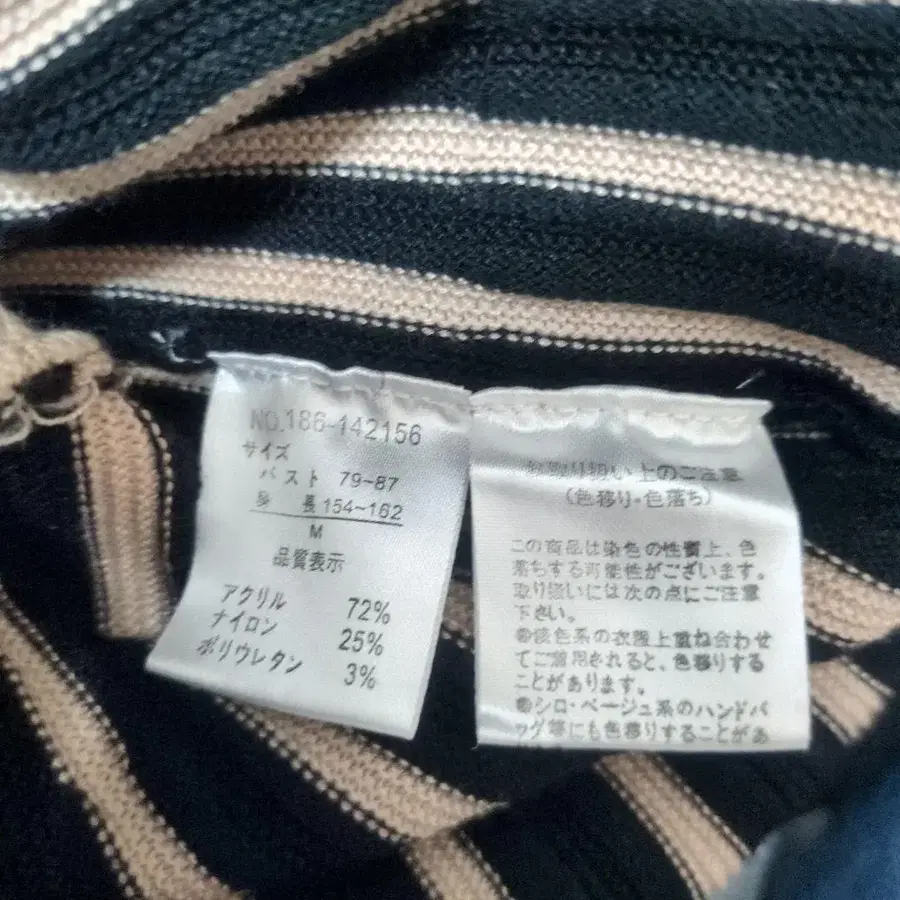 NO.186-142156
サイズ
バスト 79~87
身 長 154~162
M
品質表示
アクリル 72%
ナイロン 25%
ポリウレタン 3%
お取り扱い上のご注意
(色移り・色落ち)
この商品は染色の性質上、色
落ちする可能性がございます。
取り扱いには次の点にご注意
下さい。
色系の衣服上重ね合わせ
てご着用されると、色移りする
ことがあります。
シロ・ベージュ系のハンドバ
ッグ等にも色移りすることがあ